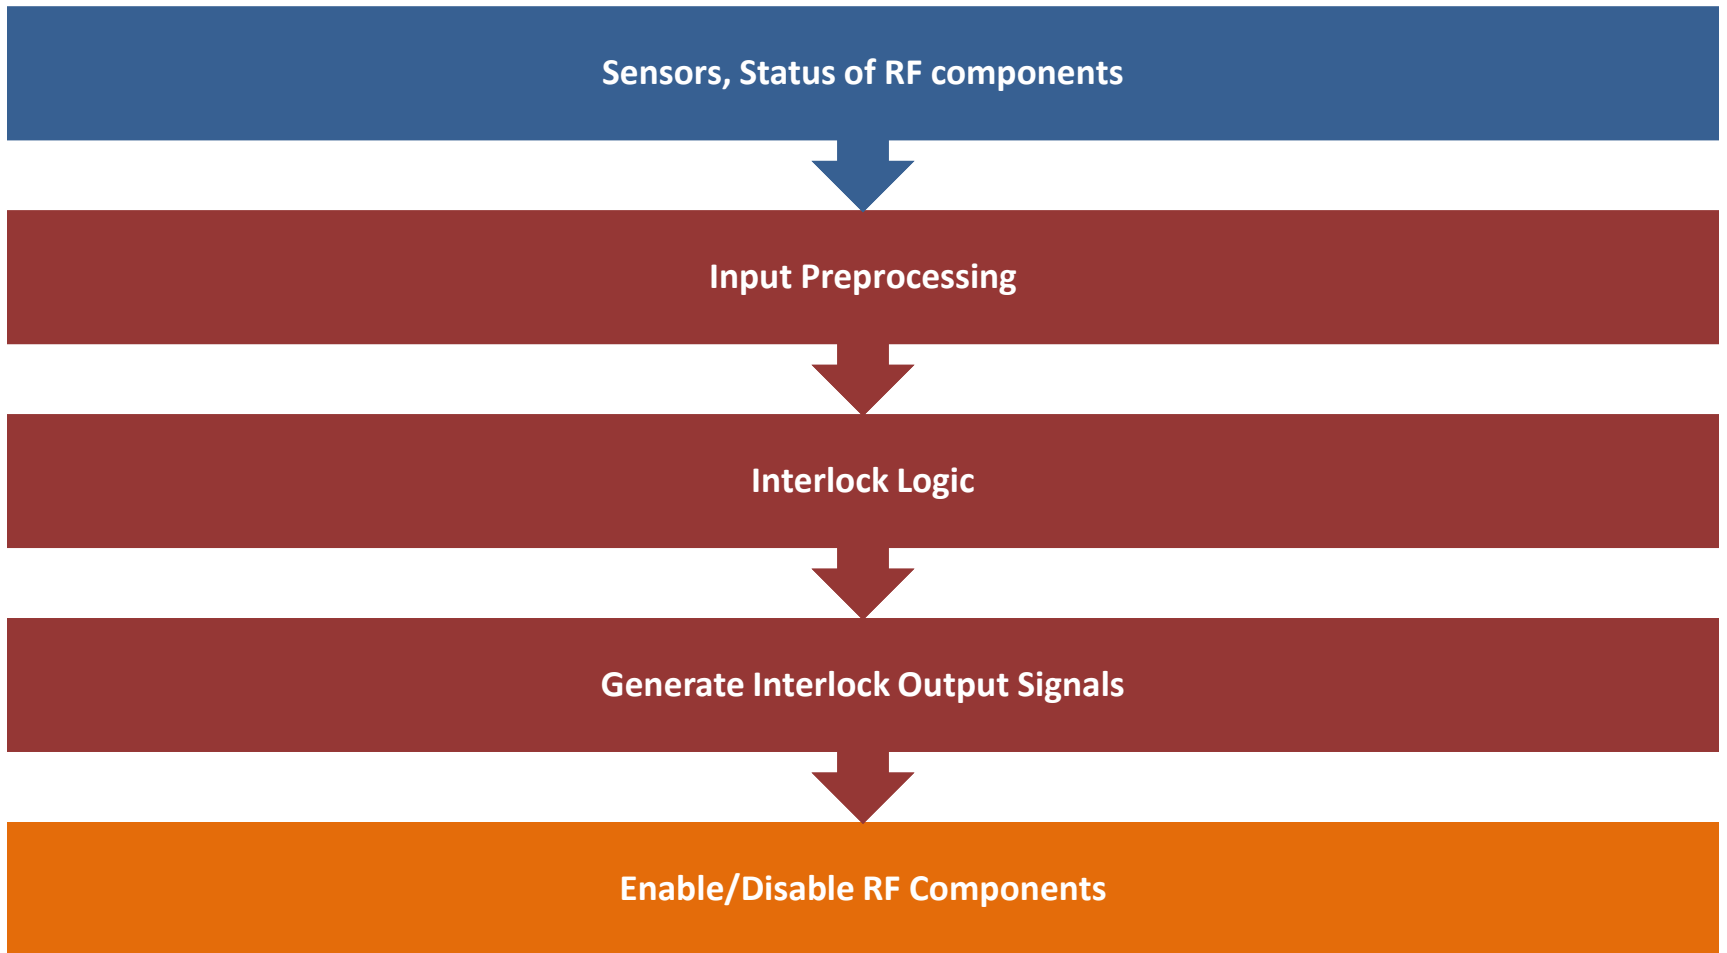 Sensors, Status of RF components
Input Preprocessing
Interlock Logic
Generate Interlock Output Signals
Enable/Disable RF Components